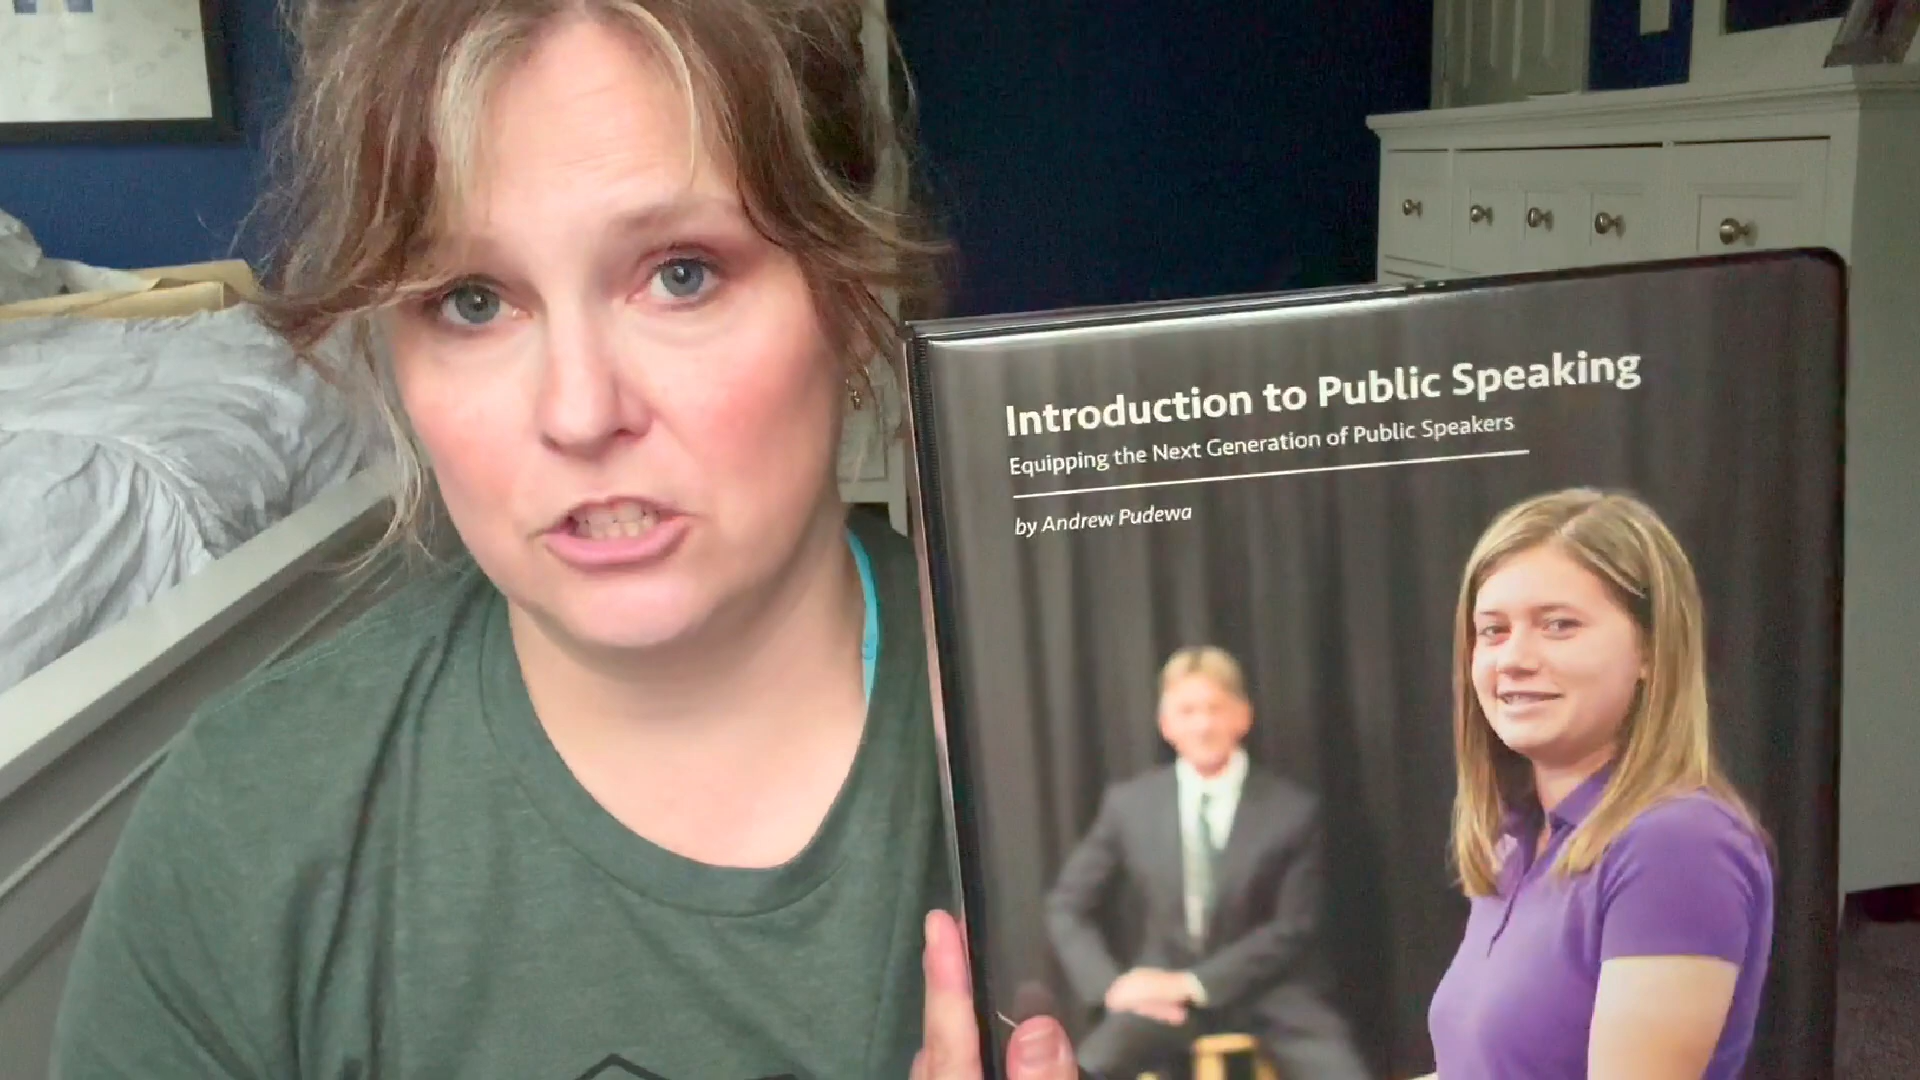 Introduction to Public Speaking
Equipping the Next Generation of Public Speakers
by Andrew Pudewa